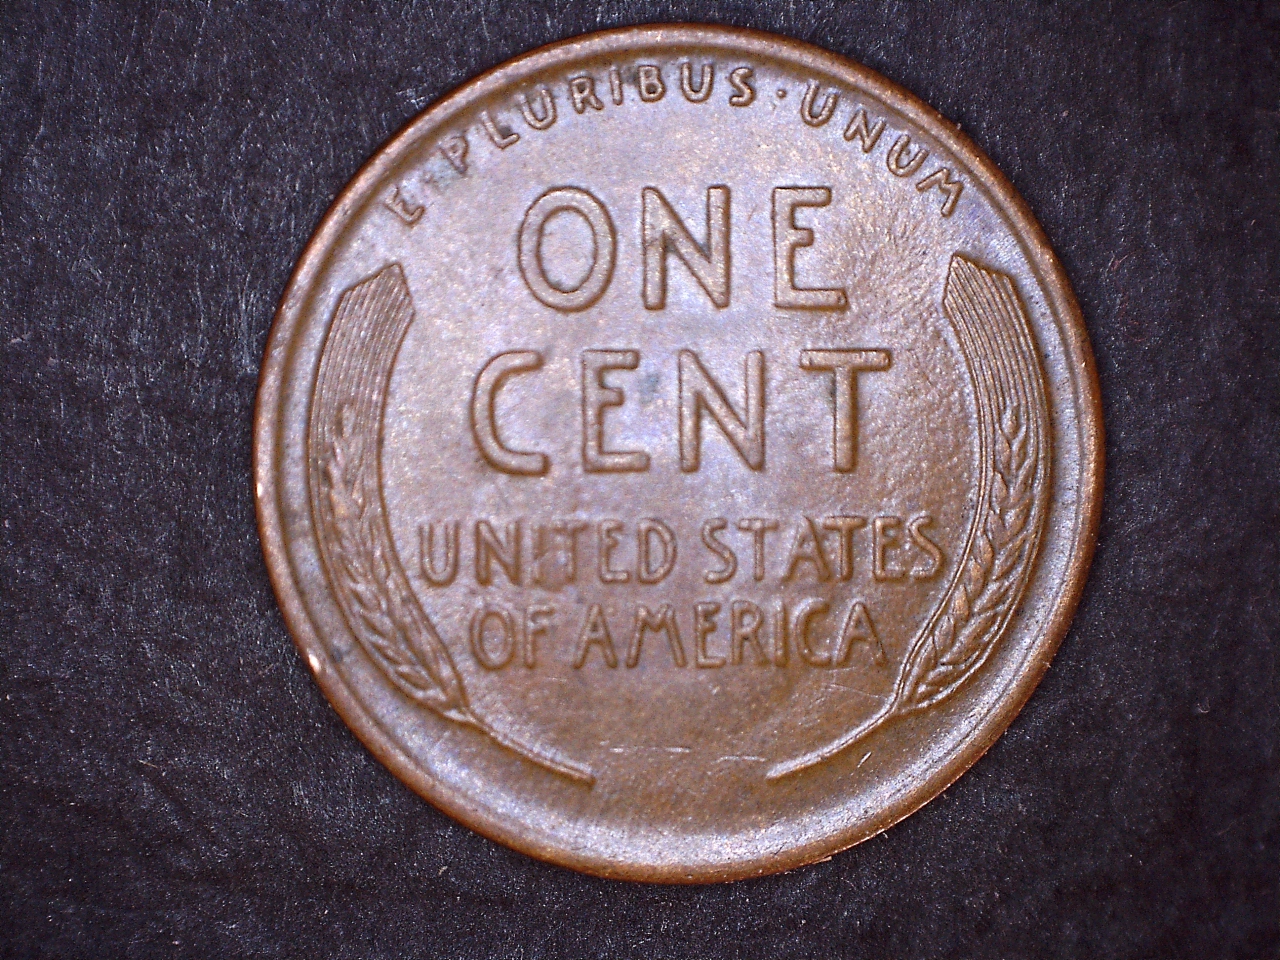 E · PLURIBUS · UNUM
ONE
CENT
UNITED STATES
OF AMERICA